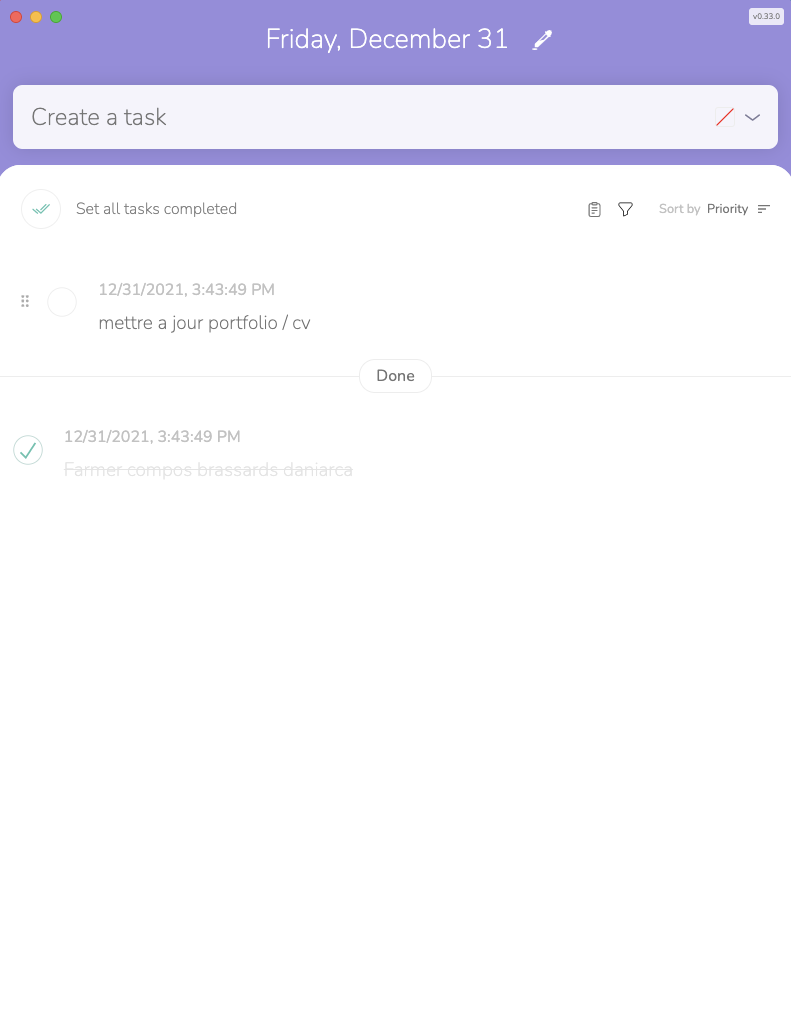 v0.33.0
Friday, December 31
Create a task
Set all tasks completed
Sort by Priority
12/31/2021, 3:43:49 PM
mettre a jour portfolio / cv
Done
12/31/2021, 3:43:49 PM
Farmer compos brassards daniarca